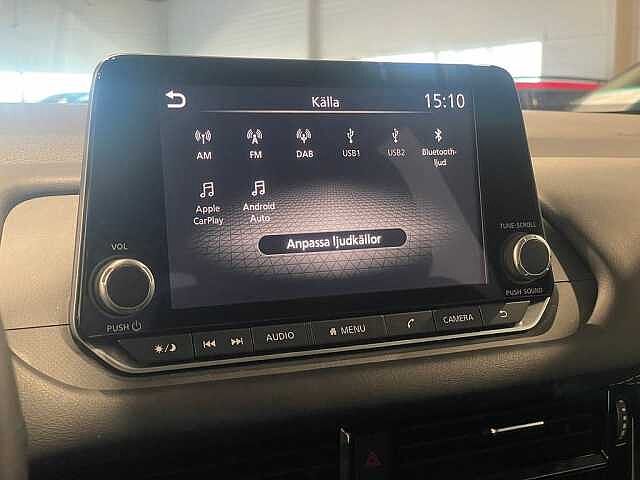 Källa
15:10
AM
FM
DAB
USB1
USB2
Bluetooth-
ljud
Apple
CarPlay
Android
Auto
Anpassa ljudkällor
VOL
PUSH
TUNE·SCROLL
PUSH SOUND
AUDIO
MENU
CAMERA